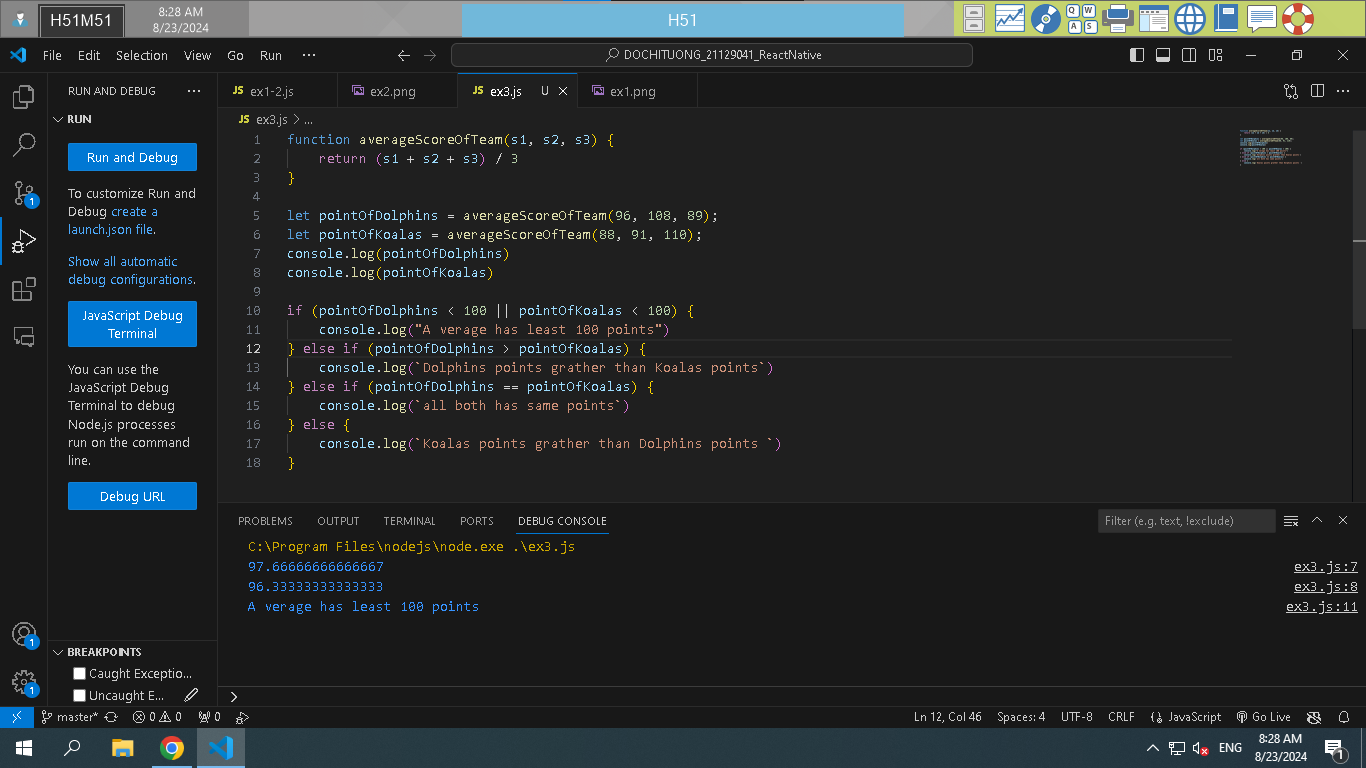 H51M51
8:28 AM
8/23/2024
H51
Q W
A S
File Edit Selection View Go Run ···
DOCHITUONG_21129041_ReactNative
RUN AND DEBUG ···
JS ex1-2.js
ex2.png
JS ex3.js U
ex1.png
RUN
JS ex3.js > ...
Run and Debug
To customize Run and
Debug create a
launch.json file.
Show all automatic
debug configurations.
JavaScript Debug
Terminal
You can use the
JavaScript Debug
Terminal to debug
Node.js processes
run on the command
line.
Debug URL
1 function averageScoreOfTeam(s1, s2, s3) {
2 return (s1 + s2 + s3) / 3
3 }
4
5 let pointOfDolphins = averageScoreOfTeam(96, 108, 89);
6 let pointOfKoalas = averageScoreOfTeam(88, 91, 110);
7 console.log(pointOfDolphins)
8 console.log(pointOfKoalas)
9
10 if (pointOfDolphins < 100 || pointOfKoalas < 100) {
11 console.log("A verage has least 100 points")
12 } else if (pointOfDolphins > pointOfKoalas) {
13 console.log(`Dolphins points grather than Koalas points`)
14 } else if (pointOfDolphins == pointOfKoalas) {
15 console.log(`all both has same points`)
16 } else {
17 console.log(`Koalas points grather than Dolphins points `)
18 }
PROBLEMS OUTPUT TERMINAL PORTS DEBUG CONSOLE
Filter (e.g. text, !exclude)
C:\Program Files\nodejs\node.exe .\ex3.js
97.66666666666667 ex3.js:7
96.33333333333333 ex3.js:8
A verage has least 100 points ex3.js:11
1
1
1
BREAKPOINTS
Caught Exceptio...
Uncaught E...
master* 0 0 0
Ln 12, Col 46 Spaces: 4 UTF-8 CRLF JavaScript Go Live
ENG
8:28 AM
8/23/2024
1